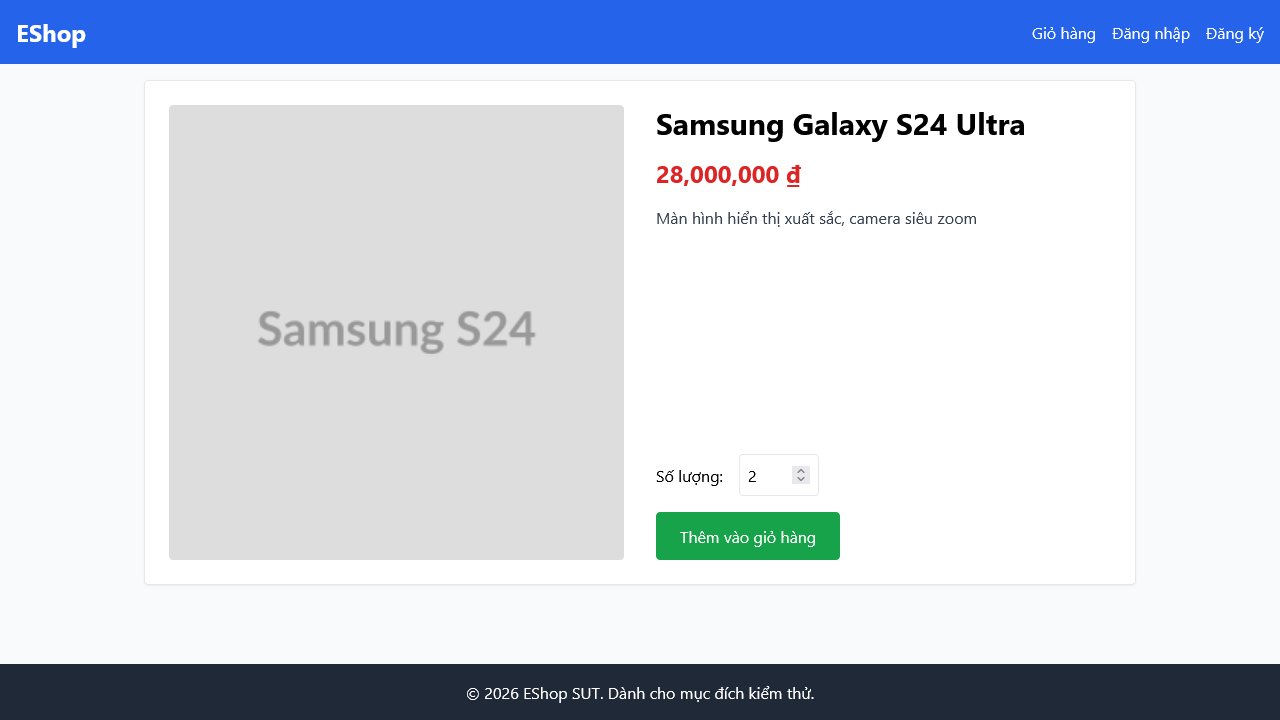 EShop
Giỏ hàng Đăng nhập Đăng ký
Samsung S24
Samsung Galaxy S24 Ultra
28,000,000 ₫
Màn hình hiển thị xuất sắc, camera siêu zoom
Số lượng: 2
Thêm vào giỏ hàng
© 2026 EShop SUT. Dành cho mục đích kiểm thử.